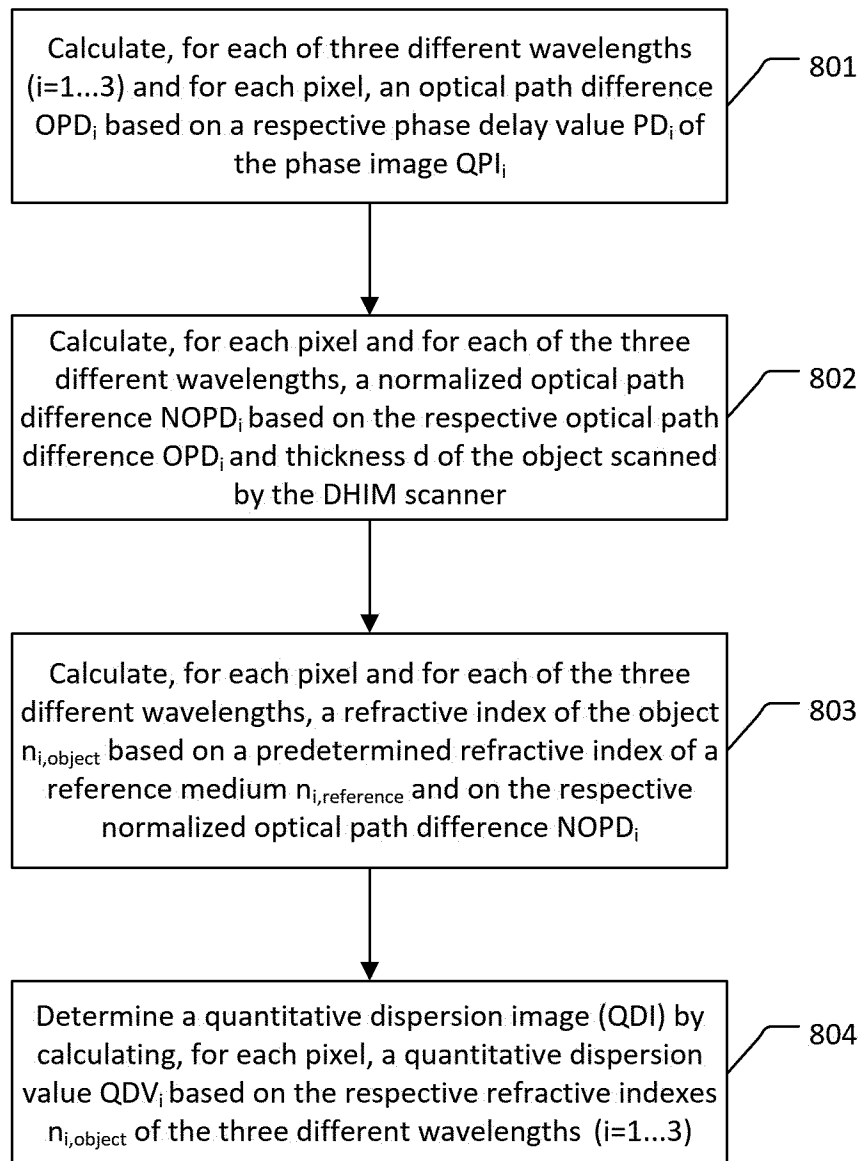 Calculate, for each of three different wavelengths
(i=1...3) and for each pixel, an optical path difference
OPDᵢ based on a respective phase delay value PDᵢ of
the phase image QPIᵢ
801
Calculate, for each pixel and for each of the three
different wavelengths, a normalized optical path
difference NOPDᵢ based on the respective optical path
difference OPDᵢ and thickness d of the object scanned
by the DHIM scanner
802
Calculate, for each pixel and for each of the three
different wavelengths, a refractive index of the object
nᵢ,object based on a predetermined refractive index of a
reference medium nᵢ,reference and on the respective
normalized optical path difference NOPDᵢ
803
Determine a quantitative dispersion image (QDI) by
calculating, for each pixel, a quantitative dispersion
value QDVᵢ based on the respective refractive indexes
nᵢ,object of the three different wavelengths (i=1...3)
804